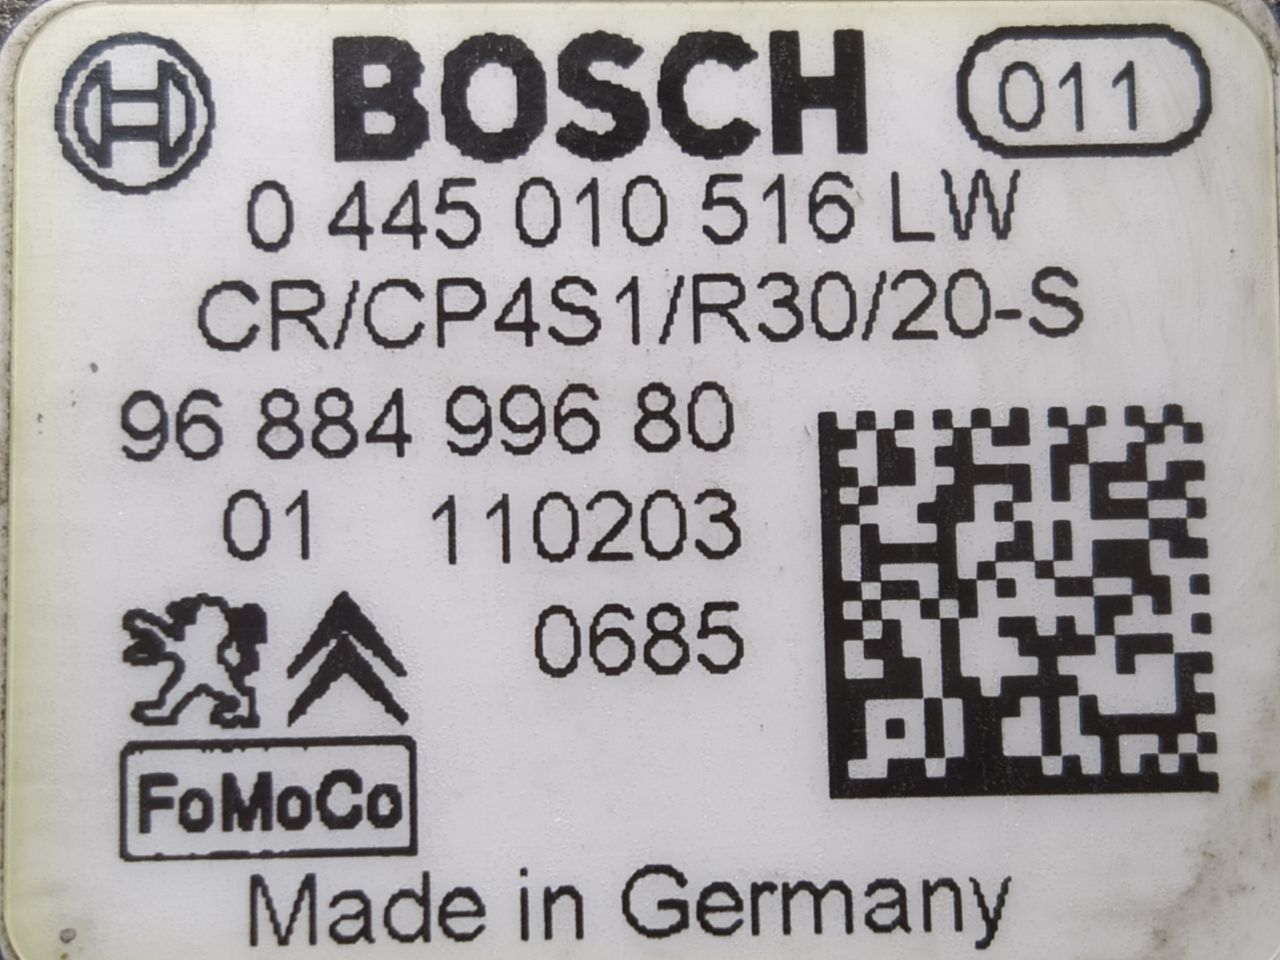 BOSCH 011
0 445 010 516 LW
CR/CP4S1/R30/20-S
96 884 996 80
01 110203
0685
FoMoCo
Made in Germany